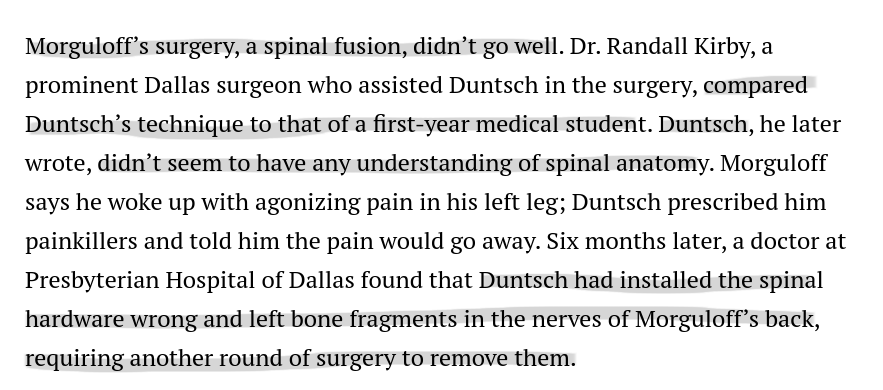 Morguloff’s surgery, a spinal fusion, didn’t go well. Dr. Randall Kirby, a
prominent Dallas surgeon who assisted Duntsch in the surgery, compared
Duntsch’s technique to that of a first-year medical student. Duntsch, he later
wrote, didn’t seem to have any understanding of spinal anatomy. Morguloff
says he woke up with agonizing pain in his left leg; Duntsch prescribed him
painkillers and told him the pain would go away. Six months later, a doctor at
Presbyterian Hospital of Dallas found that Duntsch had installed the spinal
hardware wrong and left bone fragments in the nerves of Morguloff’s back,
requiring another round of surgery to remove them.